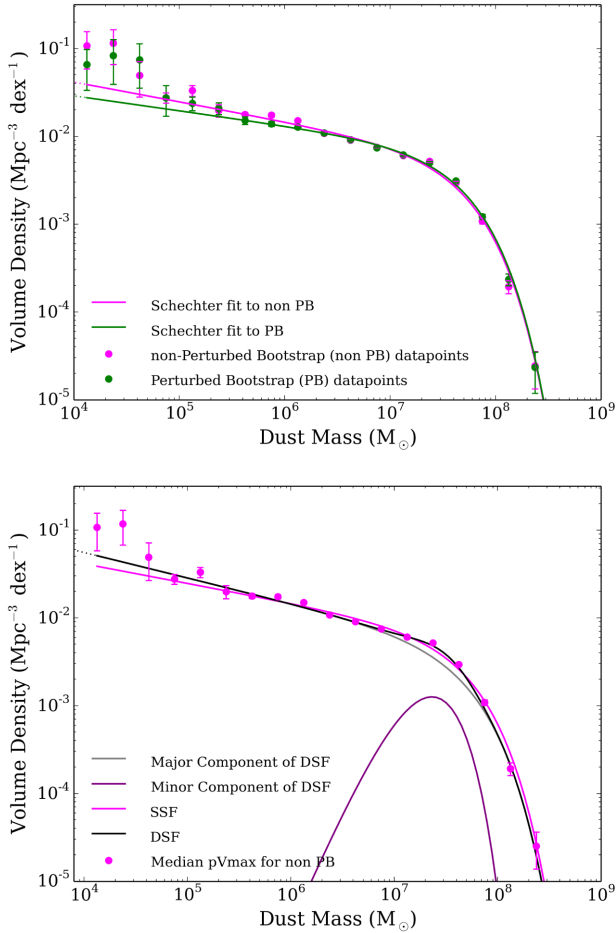 10⁻¹
10⁻²
10⁻³
10⁻⁴
10⁻⁵
Volume Density (Mpc⁻³ dex⁻¹)
Schechter fit to non PB
Schechter fit to PB
non-Perturbed Bootstrap (non PB) datapoints
Perturbed Bootstrap (PB) datapoints
10⁴ 10⁵ 10⁶ 10⁷ 10⁸ 10⁹
Dust Mass (M☉)
10⁻¹
10⁻²
10⁻³
10⁻⁴
10⁻⁵
Volume Density (Mpc⁻³ dex⁻¹)
Major Component of DSF
Minor Component of DSF
SSF
DSF
Median pVmax for non PB
10⁴ 10⁵ 10⁶ 10⁷ 10⁸ 10⁹
Dust Mass (M☉)